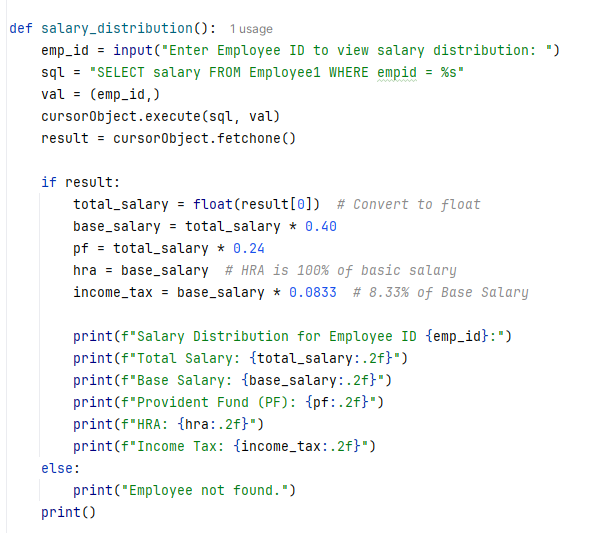 def salary_distribution():  1 usage
    emp_id = input("Enter Employee ID to view salary distribution: ")
    sql = "SELECT salary FROM Employee1 WHERE empid = %s"
    val = (emp_id,)
    cursorObject.execute(sql, val)
    result = cursorObject.fetchone()

    if result:
        total_salary = float(result[0])  # Convert to float
        base_salary = total_salary * 0.40
        pf = total_salary * 0.24
        hra = base_salary  # HRA is 100% of basic salary
        income_tax = base_salary * 0.0833  # 8.33% of Base Salary

        print(f"Salary Distribution for Employee ID {emp_id}:")
        print(f"Total Salary: {total_salary:.2f}")
        print(f"Base Salary: {base_salary:.2f}")
        print(f"Provident Fund (PF): {pf:.2f}")
        print(f"HRA: {hra:.2f}")
        print(f"Income Tax: {income_tax:.2f}")
    else:
        print("Employee not found.")
    print()